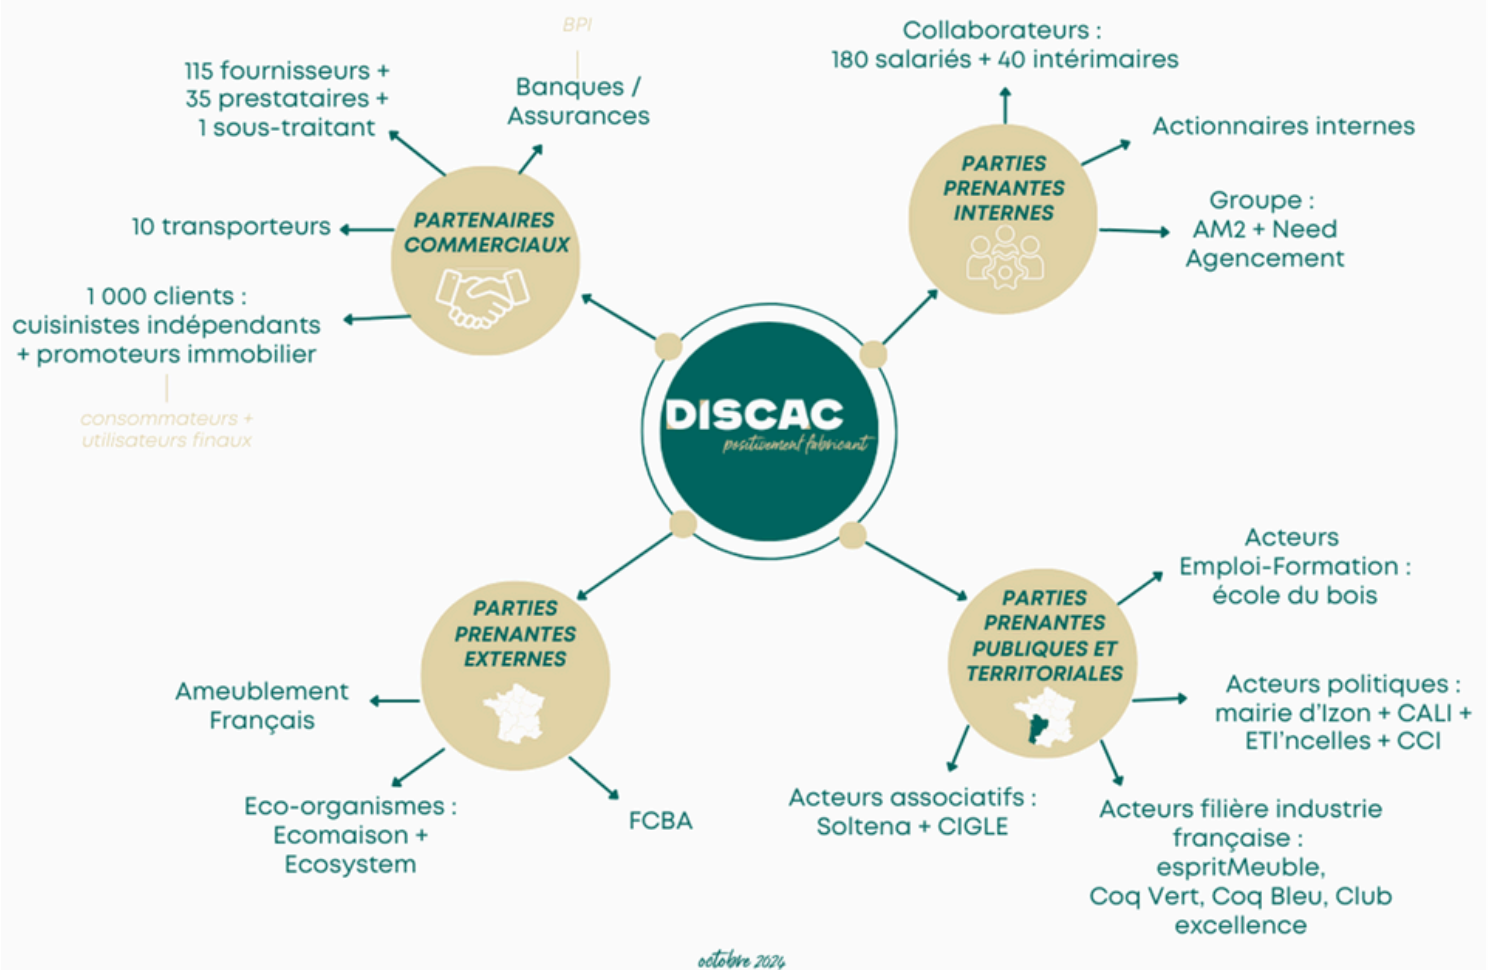 BPI
Banques /
Assurances
115 fournisseurs +
35 prestataires +
1 sous-traitant
10 transporteurs
1 000 clients :
cuisinistes indépendants
+ promoteurs immobilier
consommateurs +
utilisateurs finaux
PARTENAIRES
COMMERCIAUX
Collaborateurs :
180 salariés + 40 intérimaires
Actionnaires internes
Groupe :
AM2 + Need
Agencement
PARTIES
PRENANTES
INTERNES
DISCAC
positivement fabricant
PARTIES
PRENANTES
EXTERNES
Ameublement
Français
Eco-organismes :
Ecomaison +
Ecosystem
FCBA
PARTIES
PRENANTES
PUBLIQUES ET
TERRITORIALES
Acteurs
Emploi-Formation :
école du bois
Acteurs politiques :
mairie d'Izon + CALI +
ETI'ncelles + CCI
Acteurs associatifs :
Soltena + CIGLE
Acteurs filière industrie
française :
espritMeuble,
Coq Vert, Coq Bleu, Club
excellence
octobre 2024